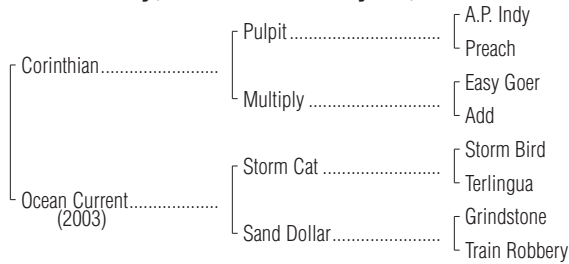 A.P. Indy
Pulpit
Preach
Corinthian
Easy Goer
Multiply
Add
Storm Bird
Storm Cat
Terlingua
Ocean Current
(2003)
Grindstone
Sand Dollar
Train Robbery